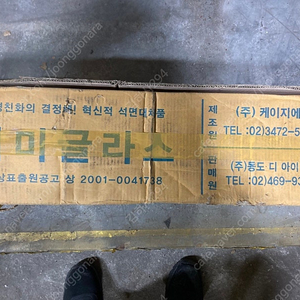 경친화의 결정판 혁신적 석면대체품
미글라스
상표출원공고 상 2001-0041738
제조원
(주) 케이지에
TEL:02)3472-5
판매원
(주)동도 디 아이
TEL:02)469-93